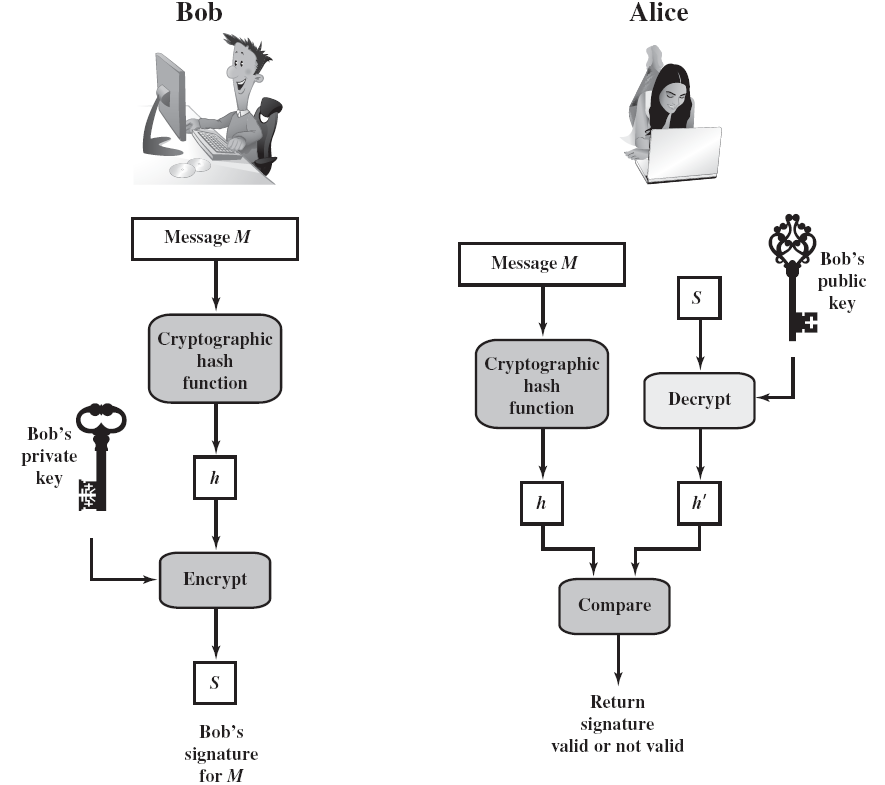 Bob
Message M
Cryptographic
hash
function
Bob's
private
key
h
Encrypt
S
Bob's
signature
for M
Alice
Message M
S
Bob's
public
key
Cryptographic
hash
function
Decrypt
h
h′
Compare
Return
signature
valid or not valid